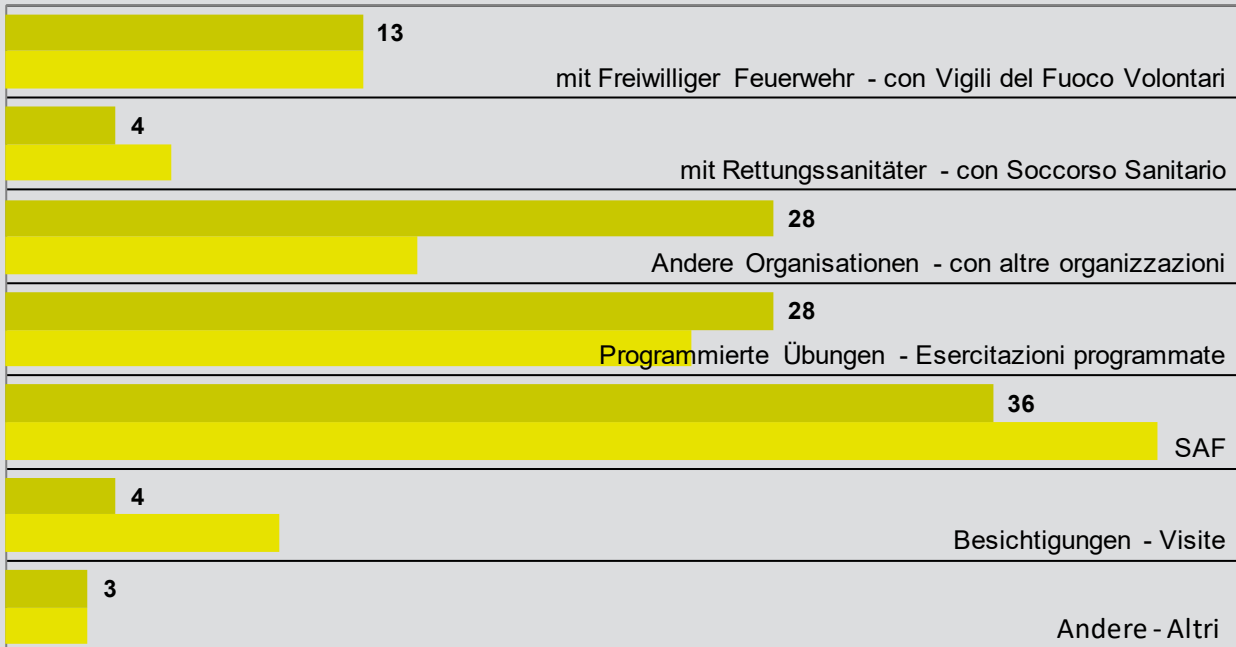 13
mit Freiwilliger Feuerwehr - con Vigili del Fuoco Volontari
4
mit Rettungssanitäter - con Soccorso Sanitario
28
Andere Organisationen - con altre organizzazioni
28
Programmierte Übungen - Esercitazioni programmate
36
SAF
4
Besichtigungen - Visite
3
Andere - Altri